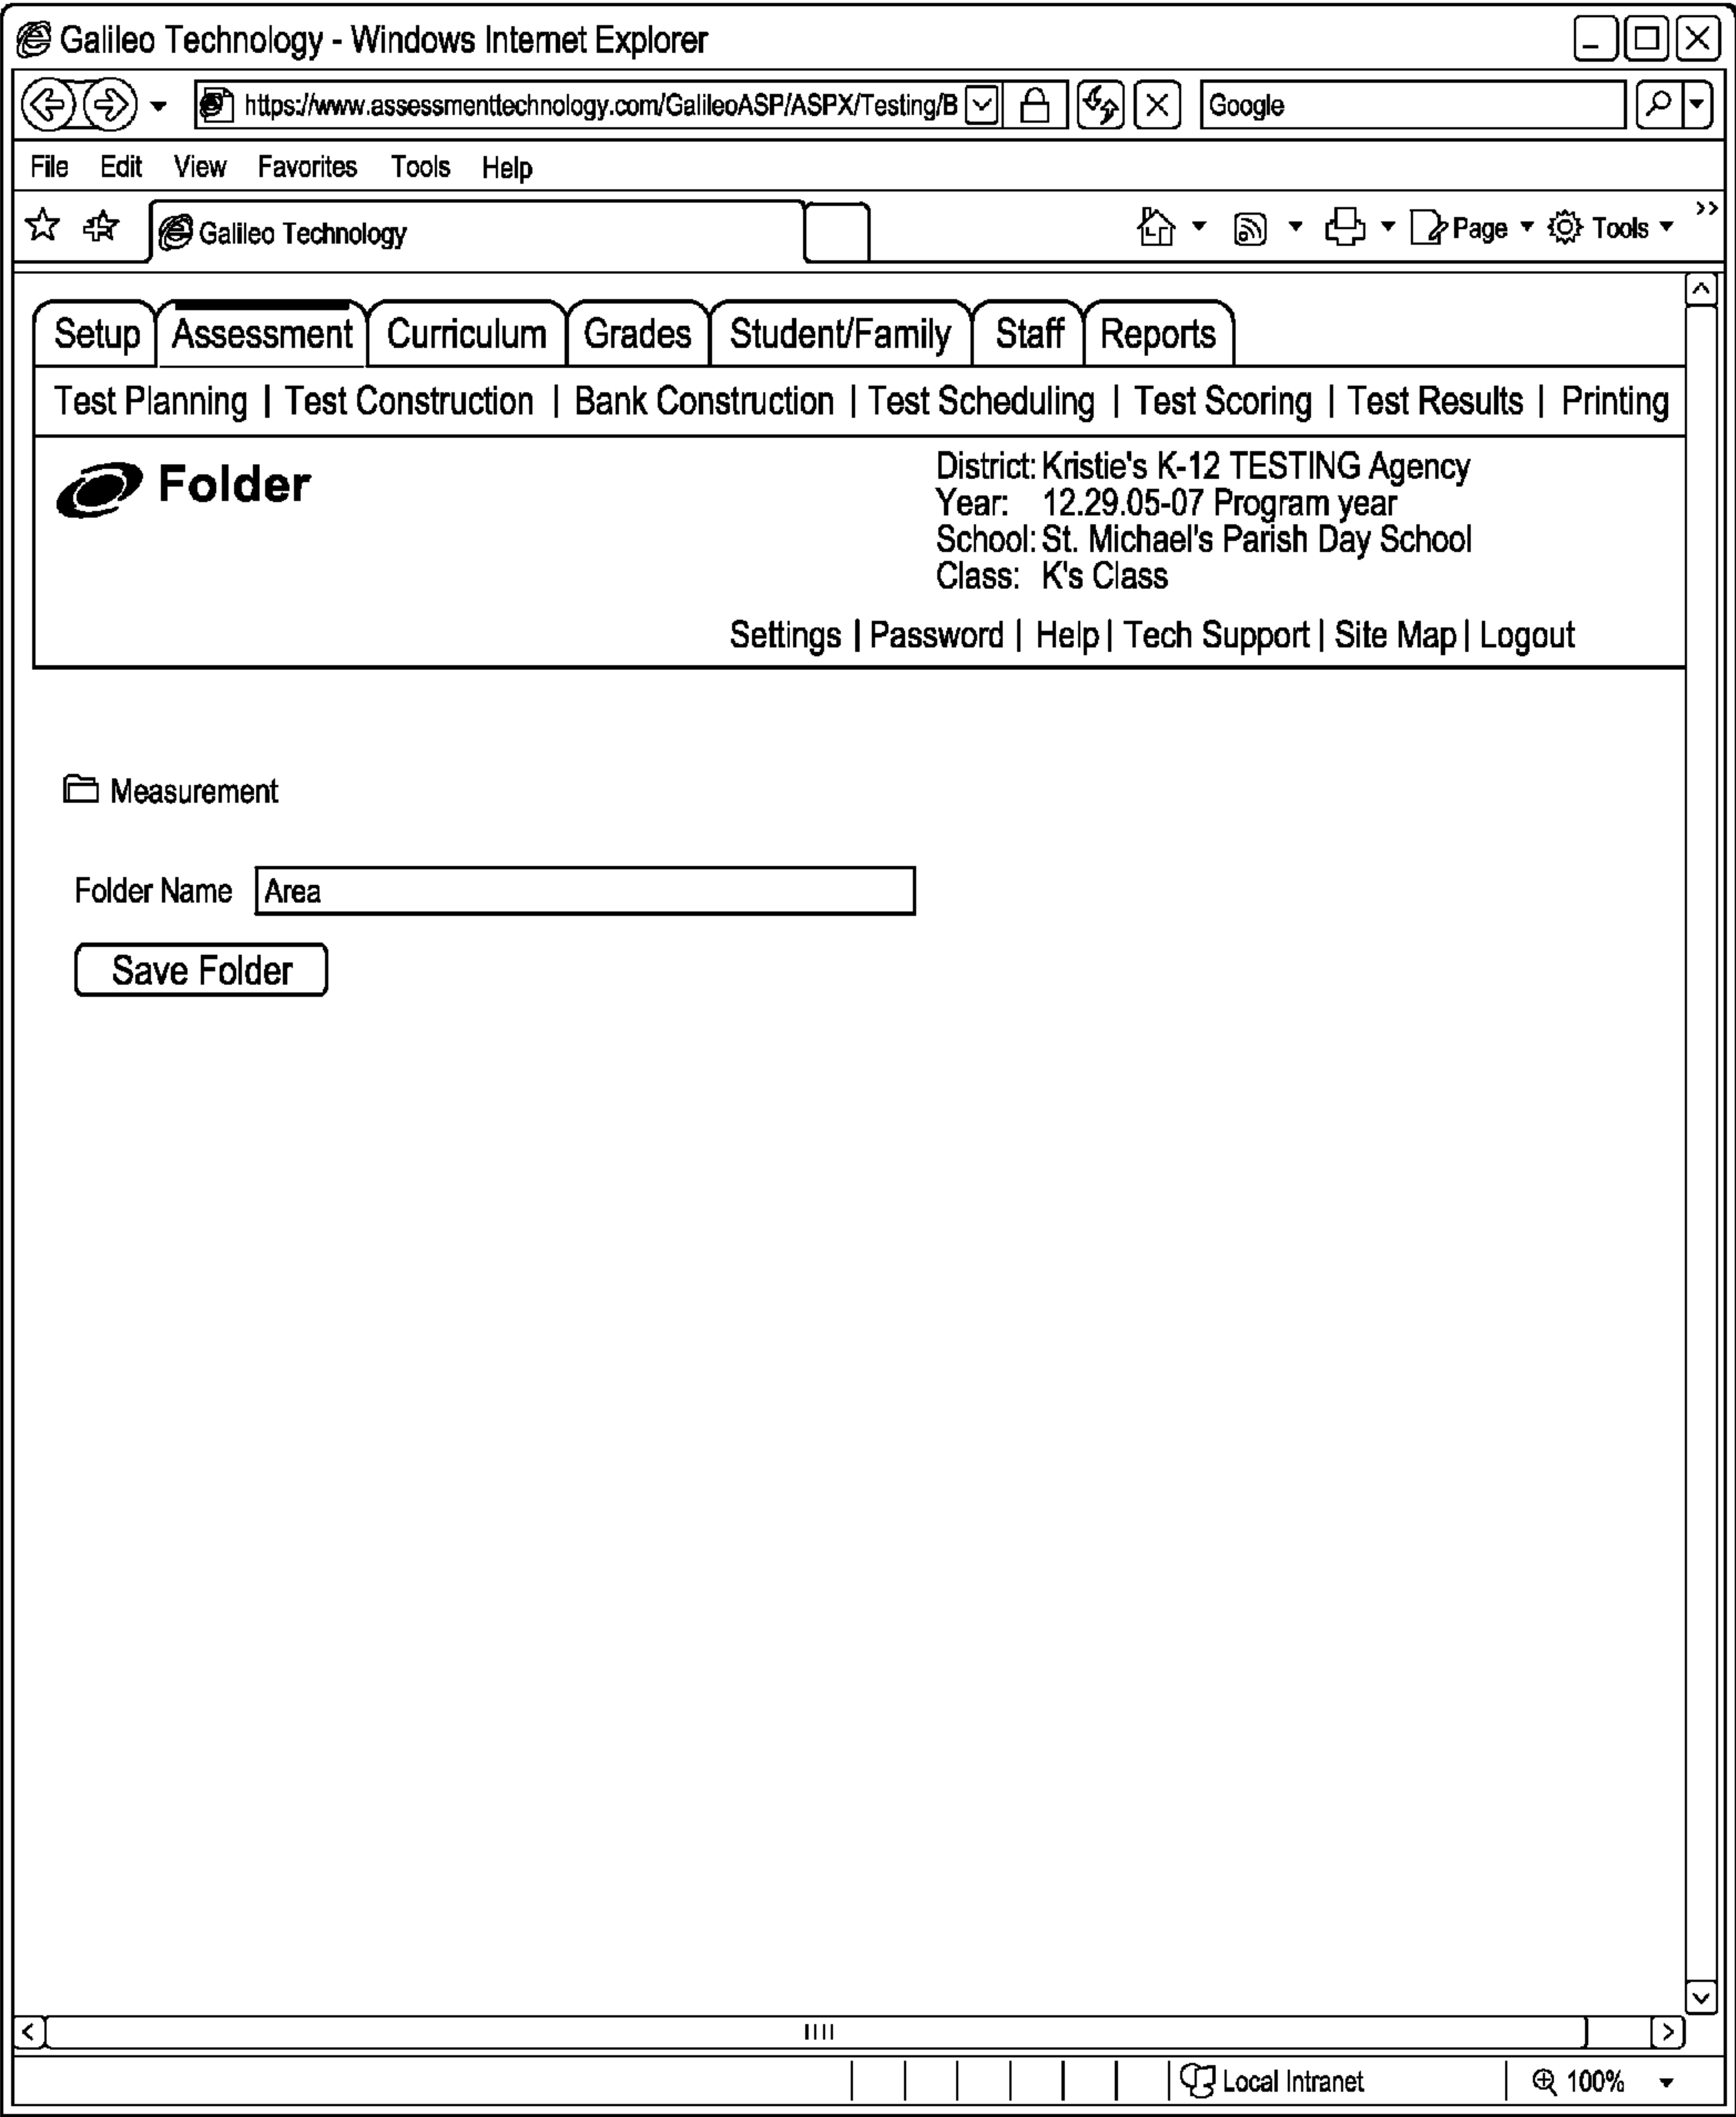 Galileo Technology - Windows Internet Explorer
https://www.assessmenttechnology.com/GalileoASP/ASPX/Testing/B Google
File Edit View Favorites Tools Help
Galileo Technology Page Tools >>
Setup Assessment Curriculum Grades Student/Family Staff Reports
Test Planning | Test Construction | Bank Construction | Test Scheduling | Test Scoring | Test Results | Printing
Folder
District: Kristie's K-12 TESTING Agency
Year: 12.29.05-07 Program year
School: St. Michael's Parish Day School
Class: K's Class
Settings | Password | Help | Tech Support | Site Map | Logout
Measurement
Folder Name Area
Save Folder
Local Intranet 100%